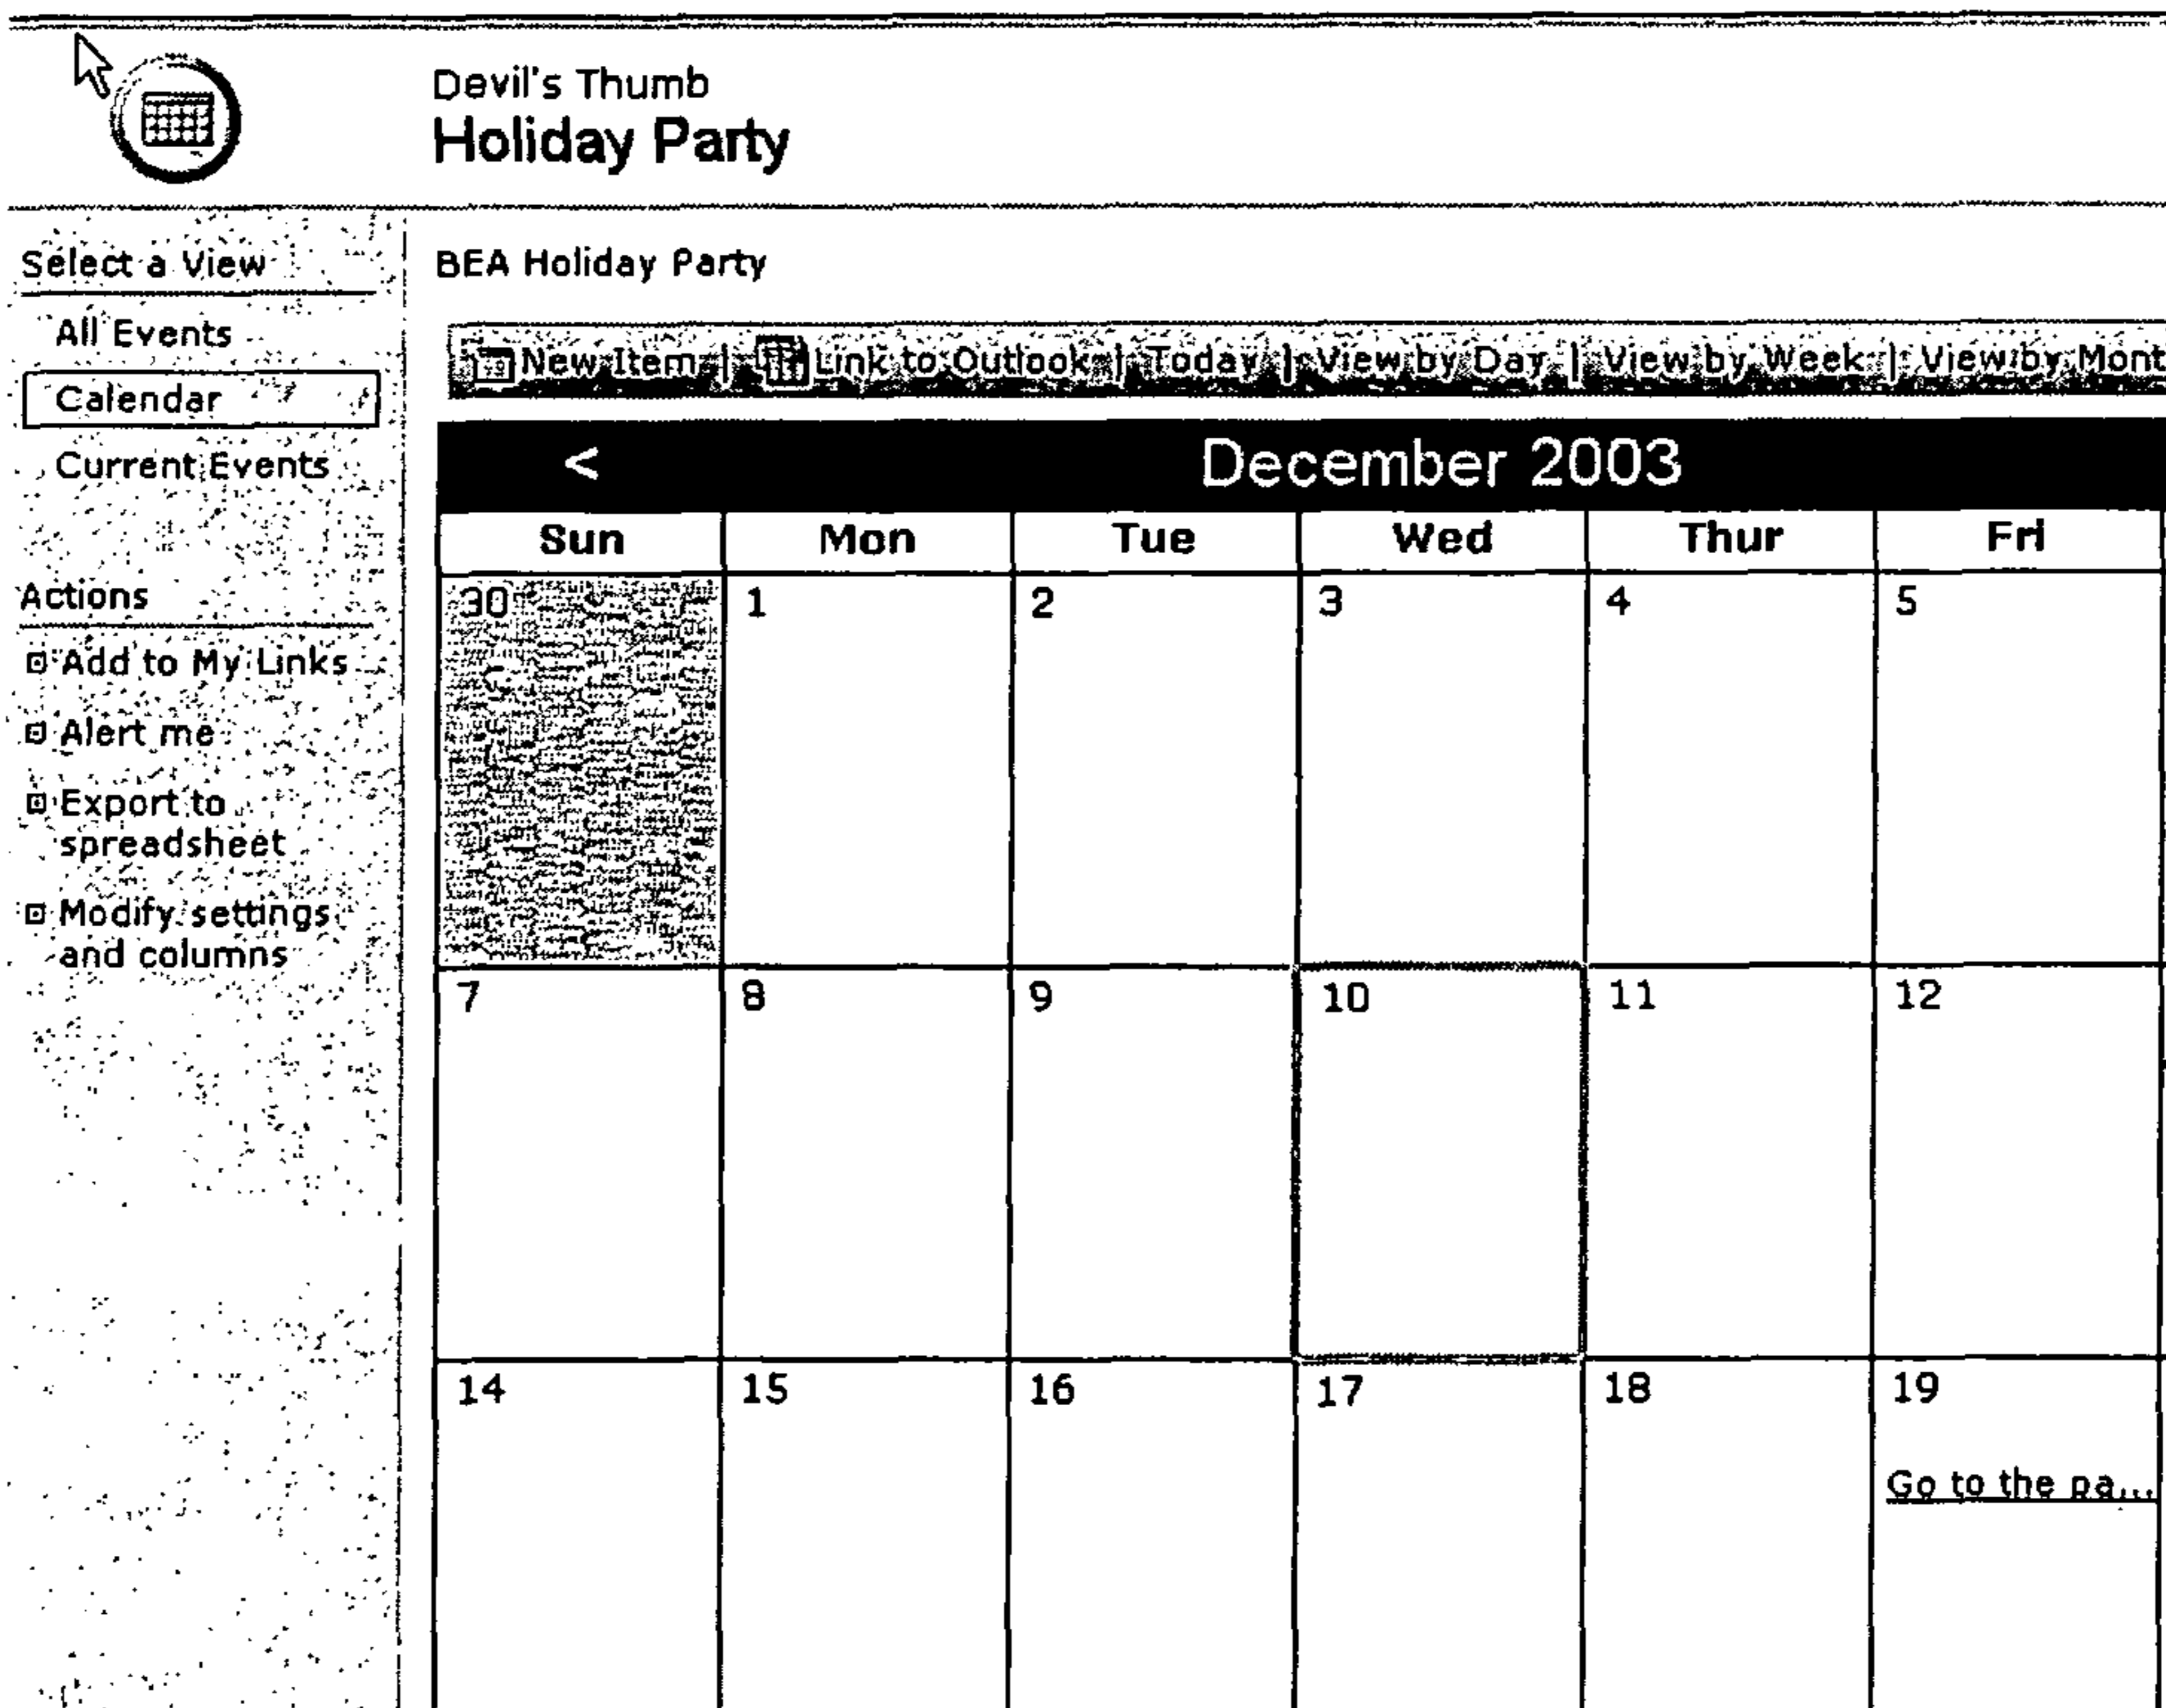 Devil's Thumb
Holiday Party
Select a View
All Events
Calendar
Current Events
Actions
Add to My Links
Alert me
Export to
spreadsheet
Modify settings
and columns
BEA Holiday Party
New Item | Link to Outlook | Today | View by Day | View by Week | View by Mont
< December 2003
Sun Mon Tue Wed Thur Fri
30 1 2 3 4 5
7 8 9 10 11 12
14 15 16 17 18 19
Go to the pa...